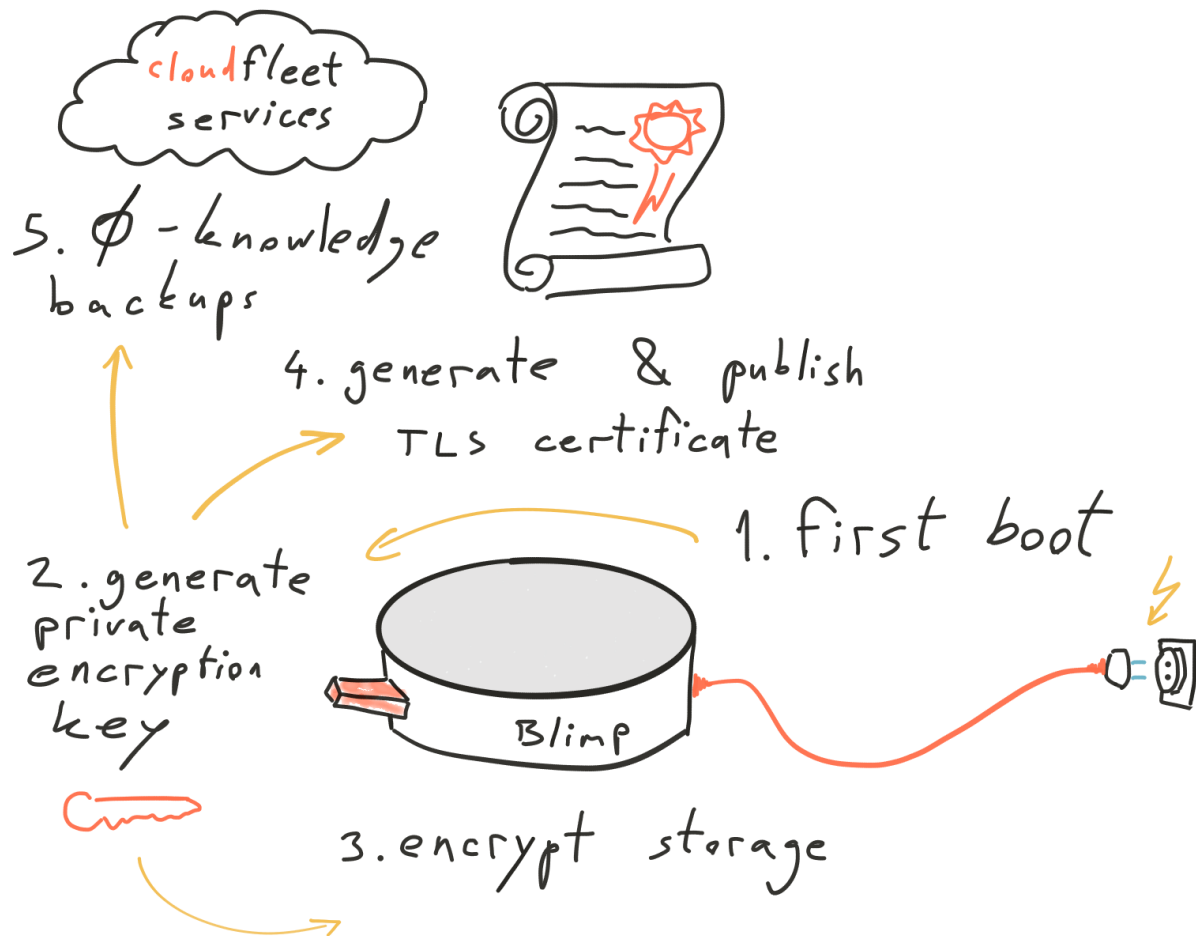 cloudfleet
services
5. Ø-knowledge
backups
4. generate & publish
TLS certificate
1. first boot
2. generate
private
encryption
key
Blimp
3. encrypt storage